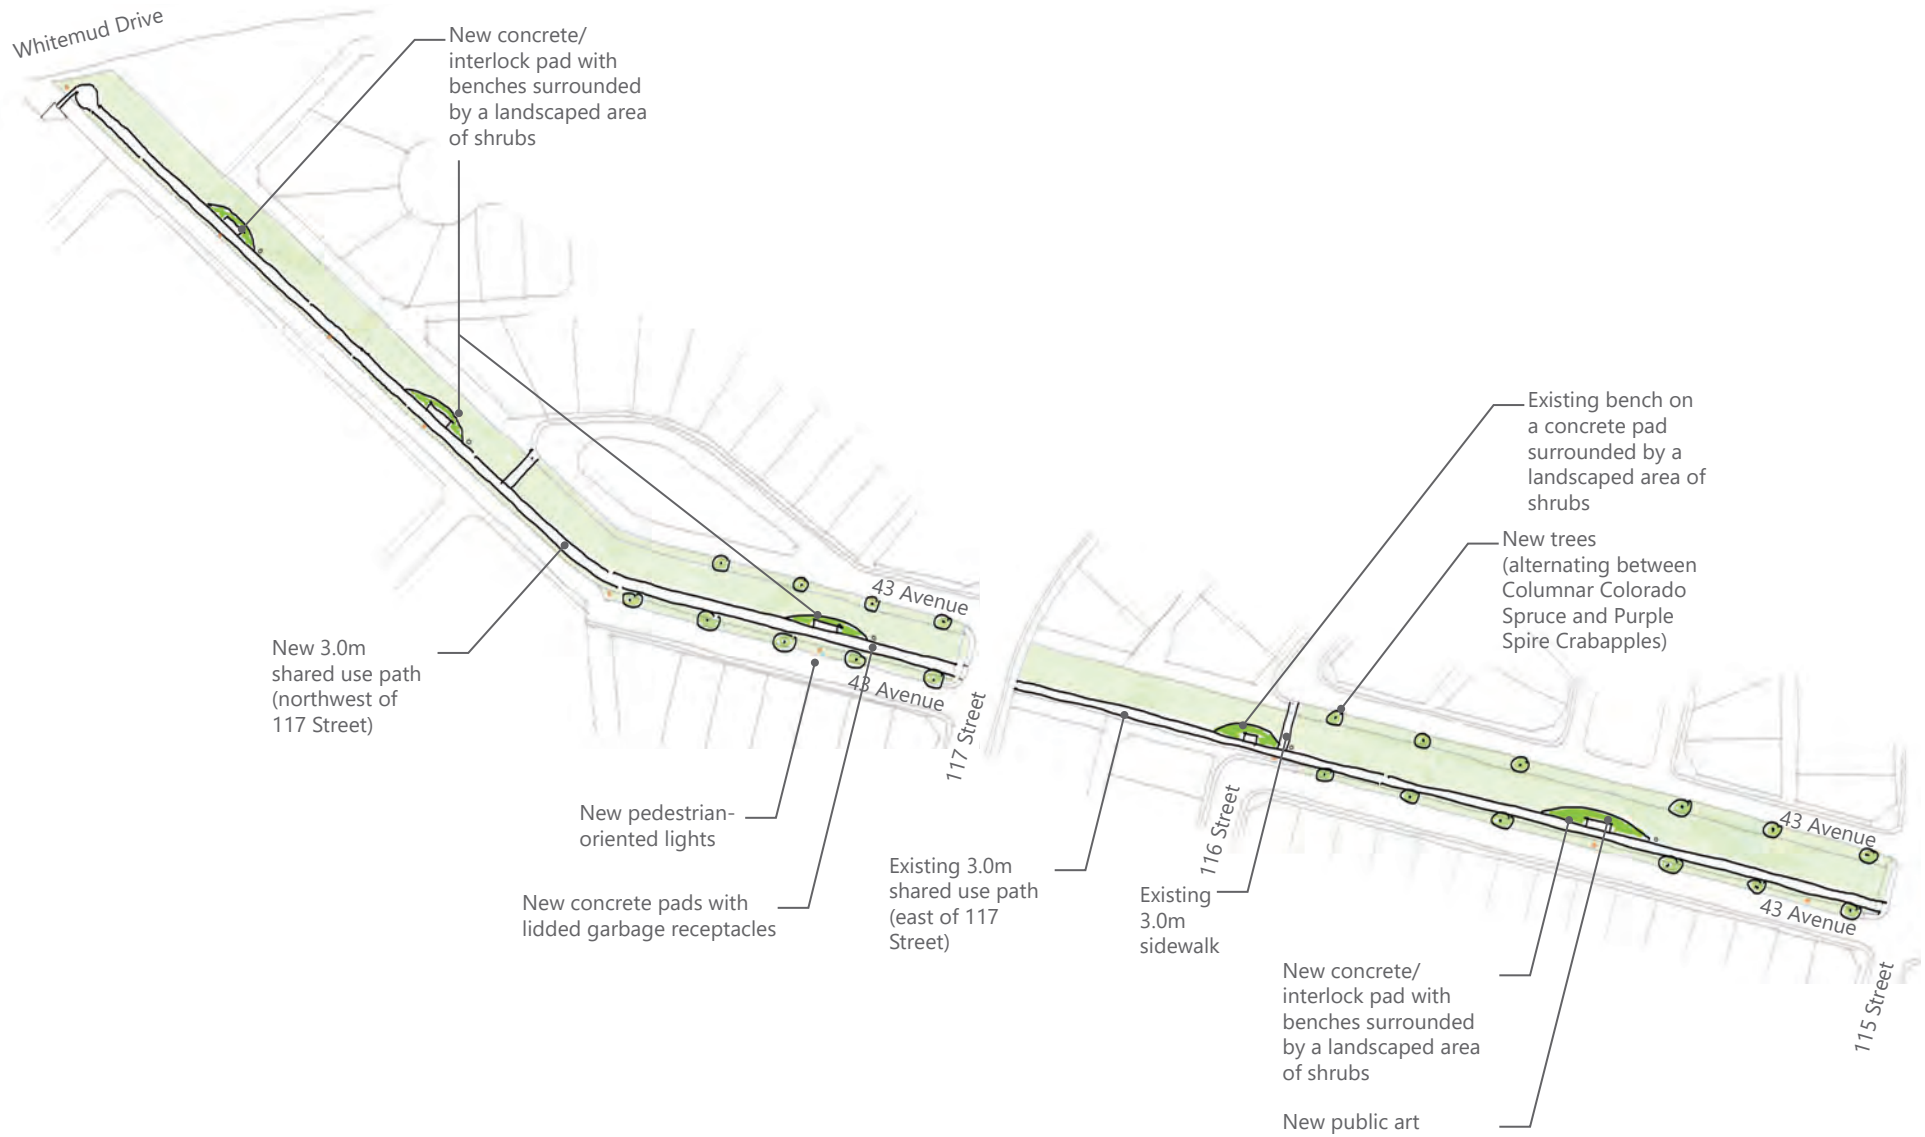 Whitemud Drive
New concrete/
interlock pad with
benches surrounded
by a landscaped area
of shrubs
Existing bench on
a concrete pad
surrounded by a
landscaped area of
shrubs
New trees
(alternating between
Columnar Colorado
Spruce and Purple
Spire Crabapples)
43 Avenue
New 3.0m
shared use path
(northwest of
117 Street)
43 Avenue
117 Street
New pedestrian-
oriented lights
New concrete pads with
lidded garbage receptacles
Existing 3.0m
shared use path
(east of 117
Street)
116 Street
Existing
3.0m
sidewalk
43 Avenue
43 Avenue
115 Street
New concrete/
interlock pad with
benches surrounded
by a landscaped area
of shrubs
New public art